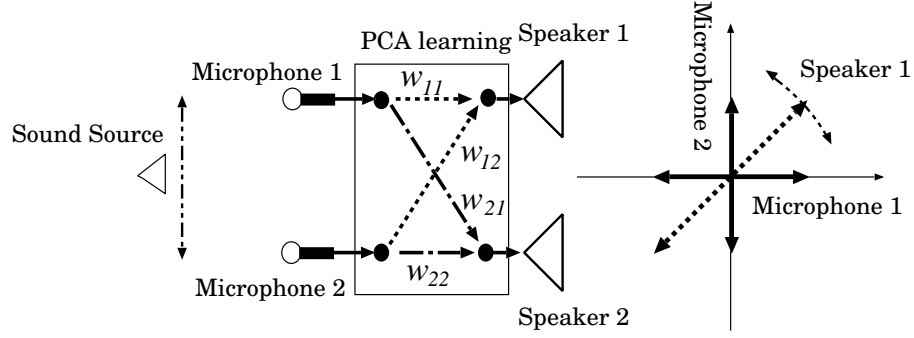 PCA learning
Speaker 1
Microphone 1
w11
Sound Source
w12
w21
w22
Microphone 2
Speaker 2
Microphone 2
Speaker 1
Microphone 1